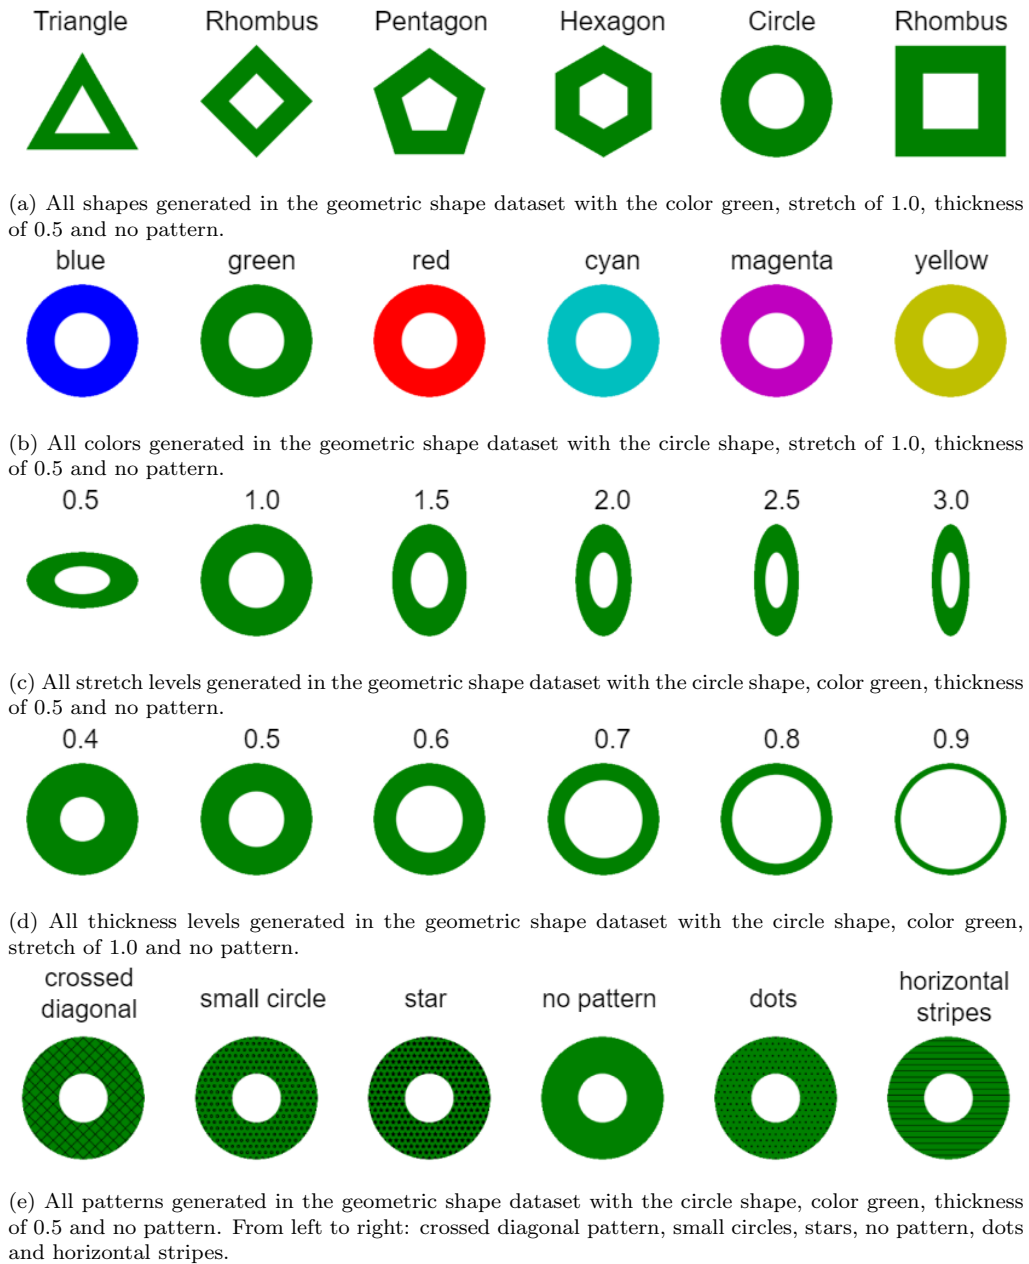 Triangle Rhombus Pentagon Hexagon Circle Rhombus
(a) All shapes generated in the geometric shape dataset with the color green, stretch of 1.0, thickness
of 0.5 and no pattern.
blue green red cyan magenta yellow
(b) All colors generated in the geometric shape dataset with the circle shape, stretch of 1.0, thickness
of 0.5 and no pattern.
0.5 1.0 1.5 2.0 2.5 3.0
(c) All stretch levels generated in the geometric shape dataset with the circle shape, color green, thickness
of 0.5 and no pattern.
0.4 0.5 0.6 0.7 0.8 0.9
(d) All thickness levels generated in the geometric shape dataset with the circle shape, color green,
stretch of 1.0 and no pattern.
crossed
diagonal
small circle
star
no pattern
dots
horizontal
stripes
(e) All patterns generated in the geometric shape dataset with the circle shape, color green, thickness
of 0.5 and no pattern. From left to right: crossed diagonal pattern, small circles, stars, no pattern, dots
and horizontal stripes.